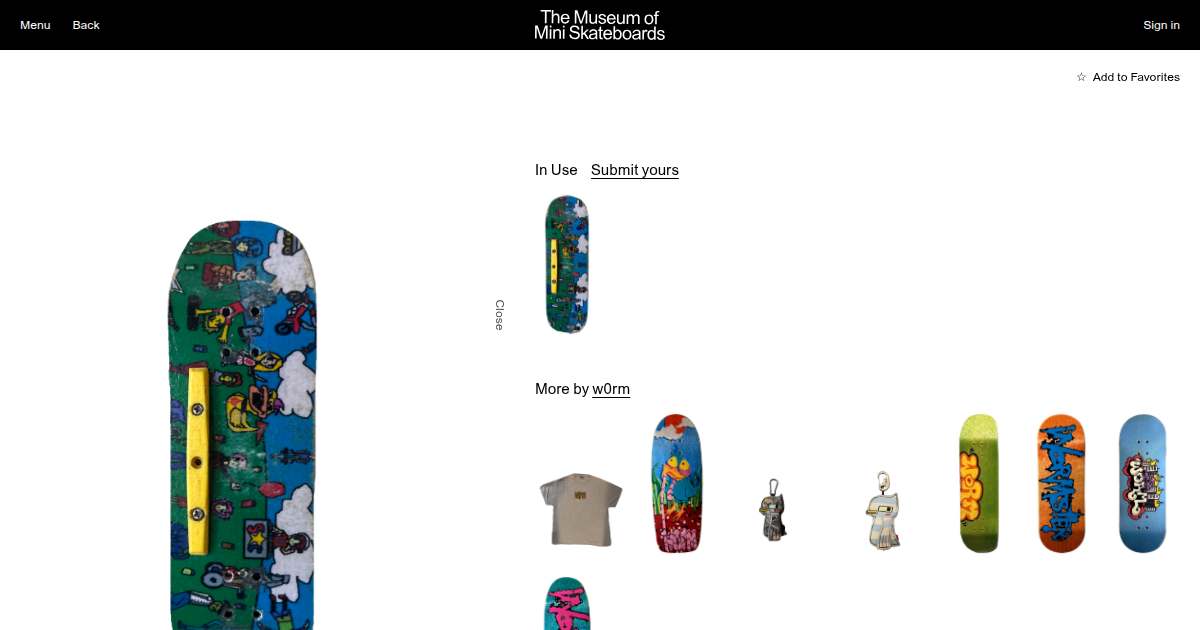 Menu
Back
The Museum of
Mini Skateboards
Sign in
☆ Add to Favorites
In Use
Submit yours
Close
More by w0rm